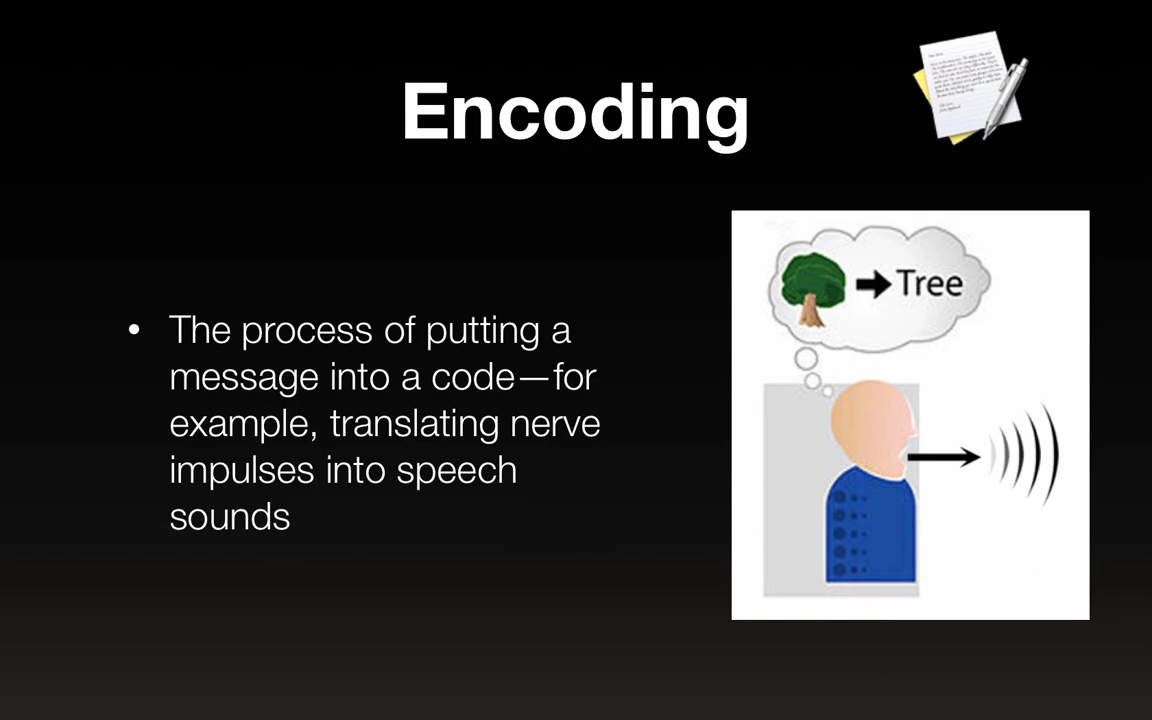 Encoding
• The process of putting a
message into a code—for
example, translating nerve
impulses into speech
sounds
Tree